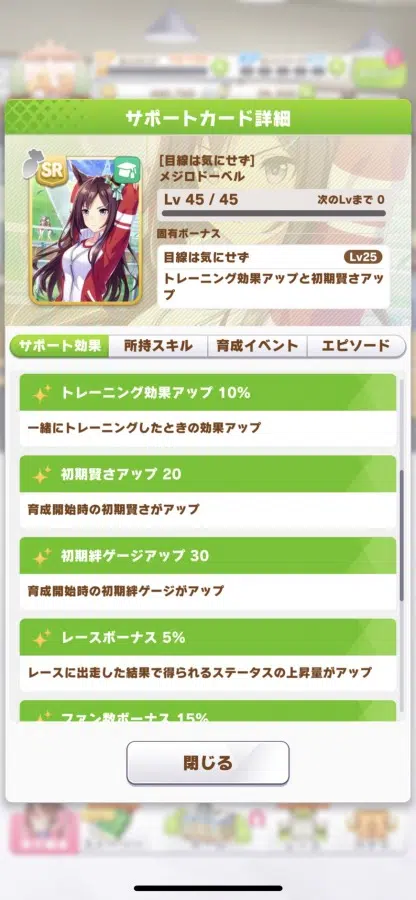 サポートカード詳細
SR
[目線は気にせず]
メジロドーベル
Lv 45 / 45
次のLvまで 0
固有ボーナス
目線は気にせず
Lv25
トレーニング効果アップと初期賢さアッ
プ
サポート効果
所持スキル
育成イベント
エピソード
トレーニング効果アップ 10%
一緒にトレーニングしたときの効果アップ
初期賢さアップ 20
育成開始時の初期賢さがアップ
初期絆ゲージアップ 30
育成開始時の初期絆ゲージがアップ
レースボーナス 5%
レースに出走した結果で得られるステータスの上昇量がアップ
ファン数ボーナス 15%
閉じる